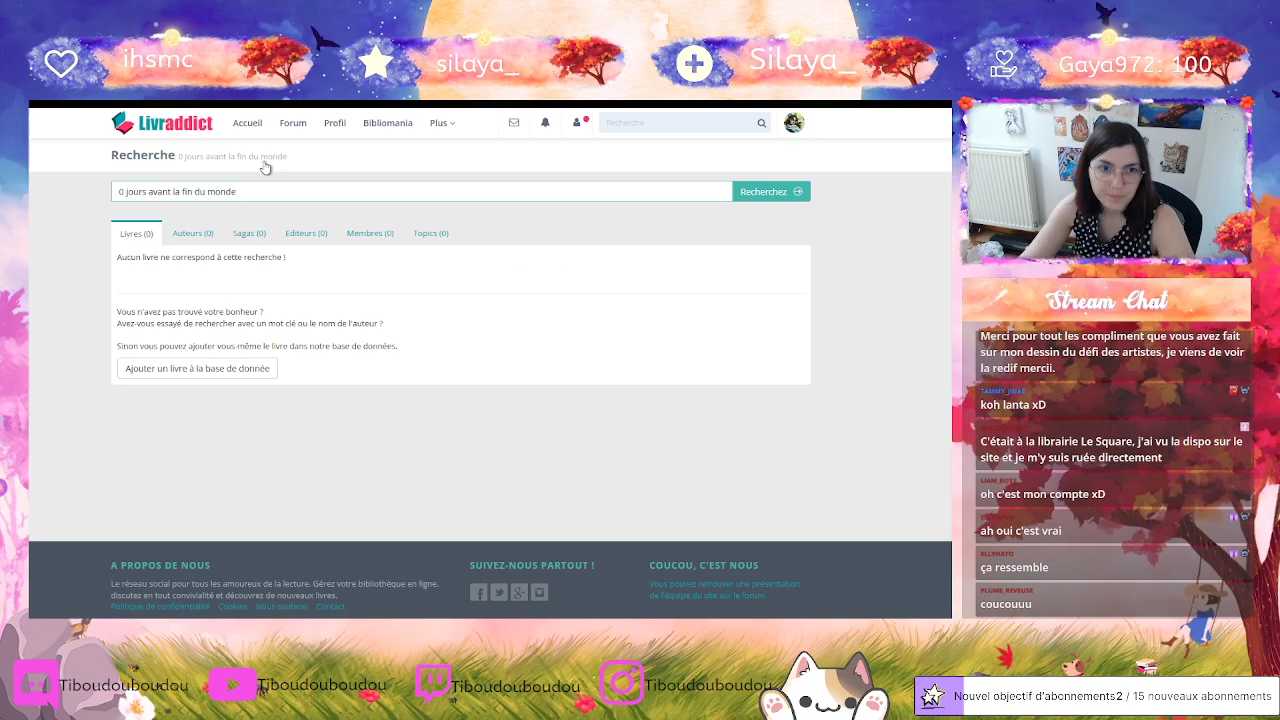 ihsmc
silaya_
Silaya_
Gaya972: 100
Livraddict
Accueil
Forum
Profil
Bibliomania
Plus
Recherche
Recherche 0 jours avant la fin du monde
0 jours avant la fin du monde
Recherchez
Livres (0)
Auteurs (0)
Sagas (0)
Editeurs (0)
Membres (0)
Topics (0)
Aucun livre ne correspond à cette recherche !
Vous n'avez pas trouvé votre bonheur ?
Avez-vous essayé de rechercher avec un mot clé ou le nom de l'auteur ?
Sinon vous pouvez ajouter vous-même le livre dans notre base de données.
Ajouter un livre à la base de donnée
A PROPOS DE NOUS
Le réseau social pour tous les amoureux de la lecture. Gérez votre bibliothèque en ligne,
discutez en tout convivialité et découvrez de nouveaux livres.
Politique de confidentialité Cookies Nous soutenir Contact
SUIVEZ-NOUS PARTOUT !
COUCOU, C'EST NOUS
Vous pouvez retrouver une présentation
de l'équipe du site sur le forum
Stream Chat
Merci pour tout les compliment que vous avez fait
sur mon dessin du défi des artistes, je viens de voir
la redif mercii.
TAMMY_JINAE
koh lanta xD
C'était à la librairie Le Square, j'ai vu la dispo sur le
site et je m'y suis ruée directement
oh c'est mon compte xD
ah oui c'est vrai
ELLYHATO
ça ressemble
PLUME_REVEUSE
coucouuu
Tiboudouboudou
Tiboudouboudou
Tiboudouboudou
Tiboudouboudou
Nouvel objectif d'abonnements
2 / 15 nouveaux abonnements